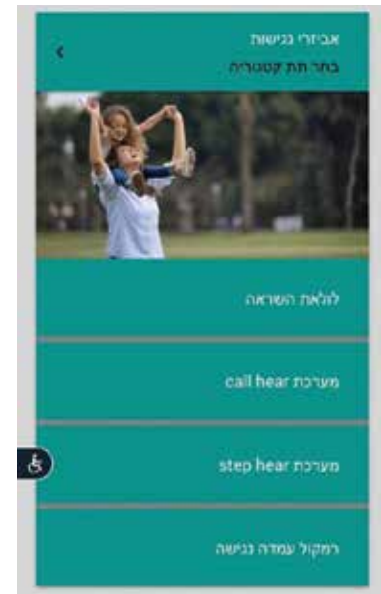 אביזרי נגישות
בחר תת קטגוריה
לולאת השראה
מערכת call hear
מערכת step hear
רמקול עמדה נגישה